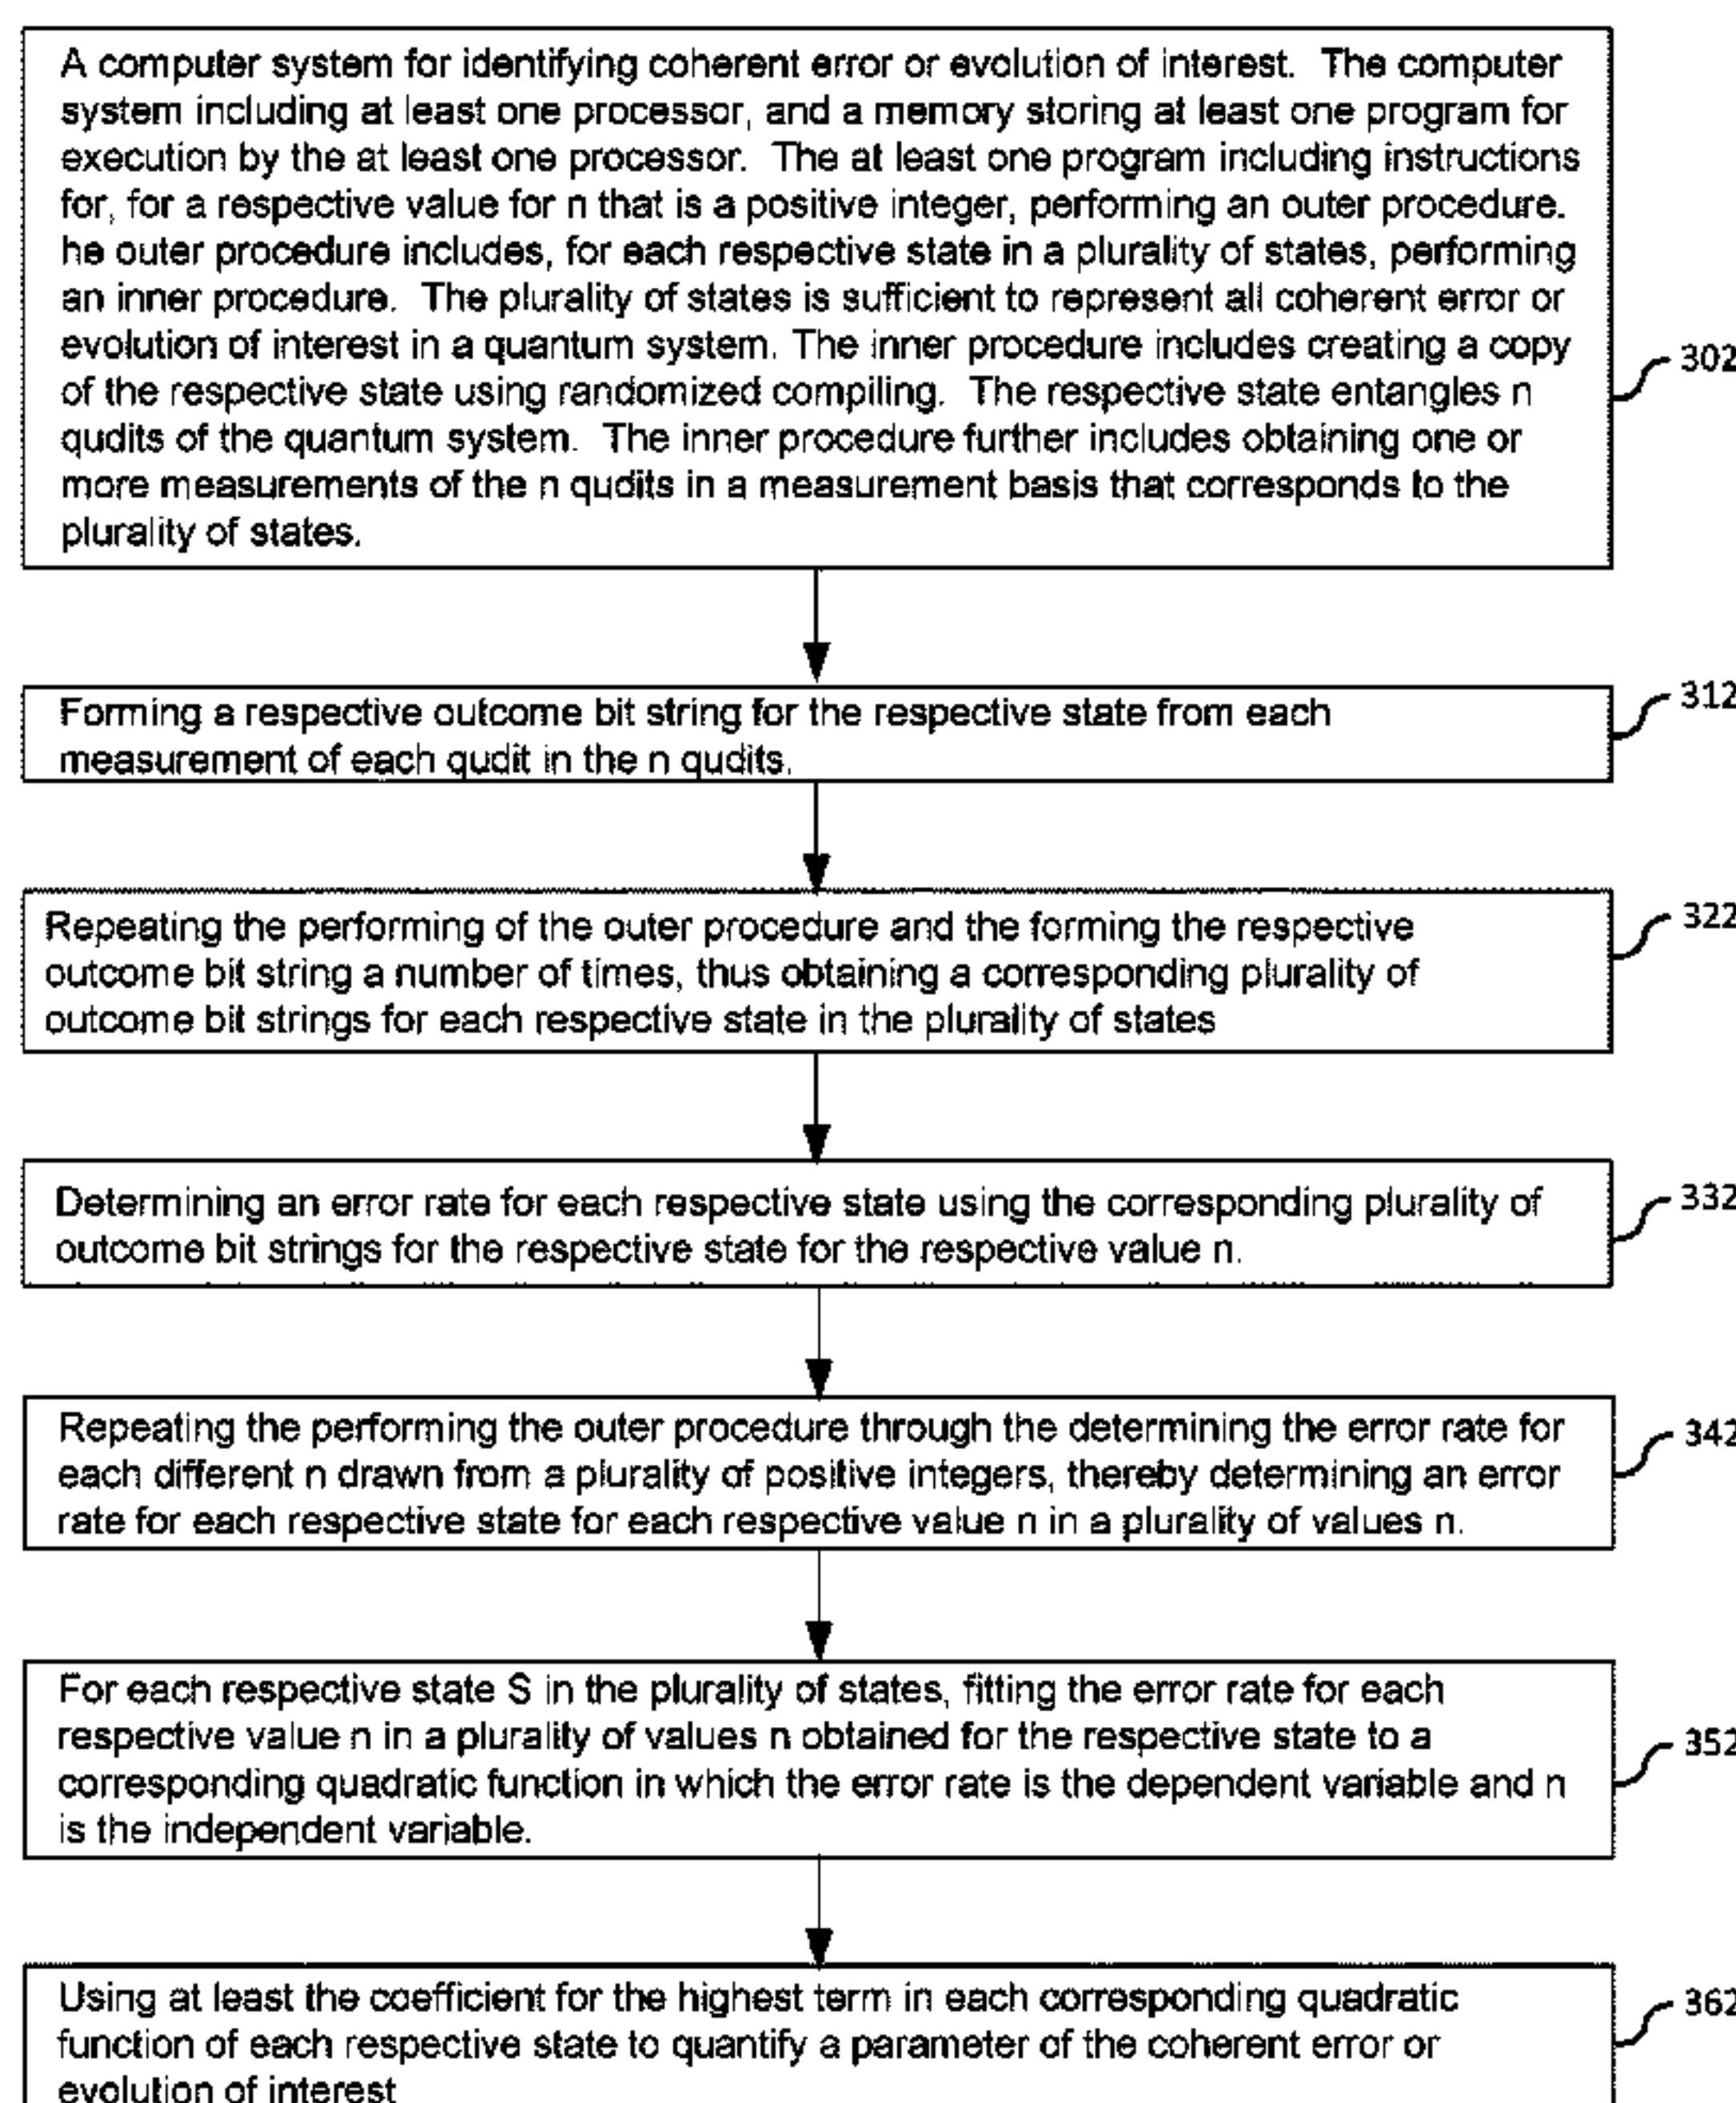 A computer system for identifying coherent error or evolution of interest. The computer
system including at least one processor, and a memory storing at least one program for
execution by the at least one processor. The at least one program including instructions
for, for a respective value for n that is a positive integer, performing an outer procedure.
he outer procedure includes, for each respective state in a plurality of states, performing
an inner procedure. The plurality of states is sufficient to represent all coherent error or
evolution of interest in a quantum system. The inner procedure includes creating a copy
of the respective state using randomized compiling. The respective state entangles n
qudits of the quantum system. The inner procedure further includes obtaining one or
more measurements of the n qudits in a measurement basis that corresponds to the
plurality of states.
302
Forming a respective outcome bit string for the respective state from each
measurement of each qudit in the n qudits.
312
Repeating the performing of the outer procedure and the forming the respective
outcome bit string a number of times, thus obtaining a corresponding plurality of
outcome bit strings for each respective state in the plurality of states
322
Determining an error rate for each respective state using the corresponding plurality of
outcome bit strings for the respective state for the respective value n.
332
Repeating the performing the outer procedure through the determining the error rate for
each different n drawn from a plurality of positive integers, thereby determining an error
rate for each respective state for each respective value n in a plurality of values n.
342
For each respective state S in the plurality of states, fitting the error rate for each
respective value n in a plurality of values n obtained for the respective state to a
corresponding quadratic function in which the error rate is the dependent variable and n
is the independent variable.
352
Using at least the coefficient for the highest term in each corresponding quadratic
function of each respective state to quantify a parameter of the coherent error or
evolution of interest
362